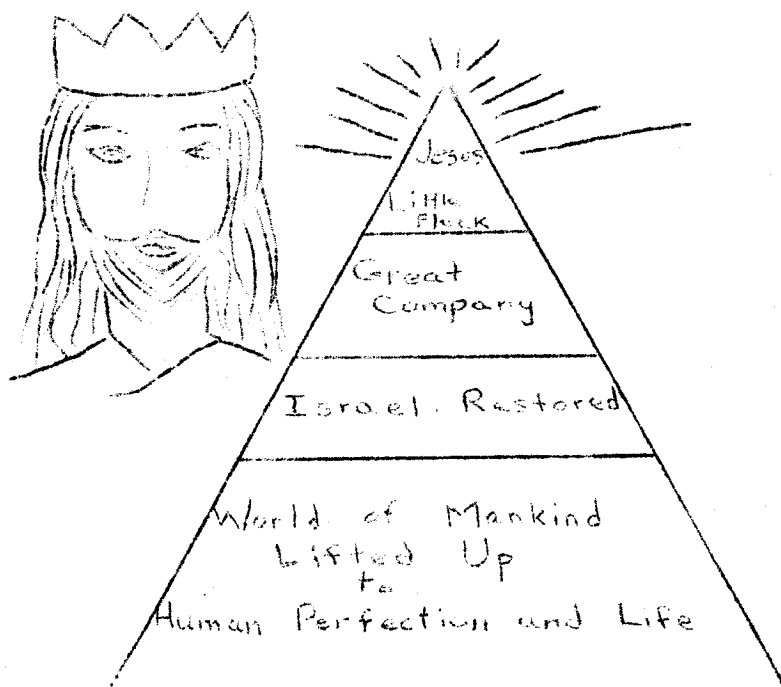 Jesus
Little
Flock
Great
Company
Israel Restored
World of Mankind
Lifted Up
to
Human Perfection and Life